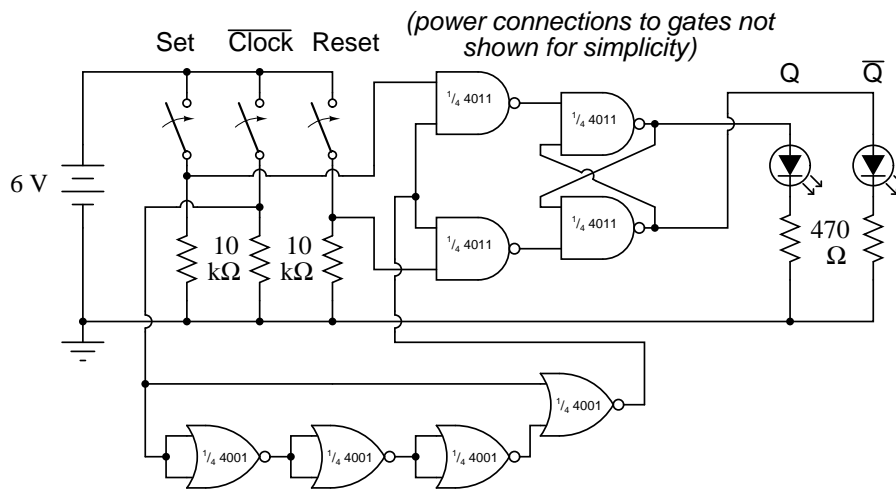 (power connections to gates not
shown for simplicity)
Set
Clock
Reset
Q
Q
1/4 4011
1/4 4011
6 V
10
kΩ
10
kΩ
1/4 4011
1/4 4011
470
Ω
1/4 4001
1/4 4001
1/4 4001
1/4 4001